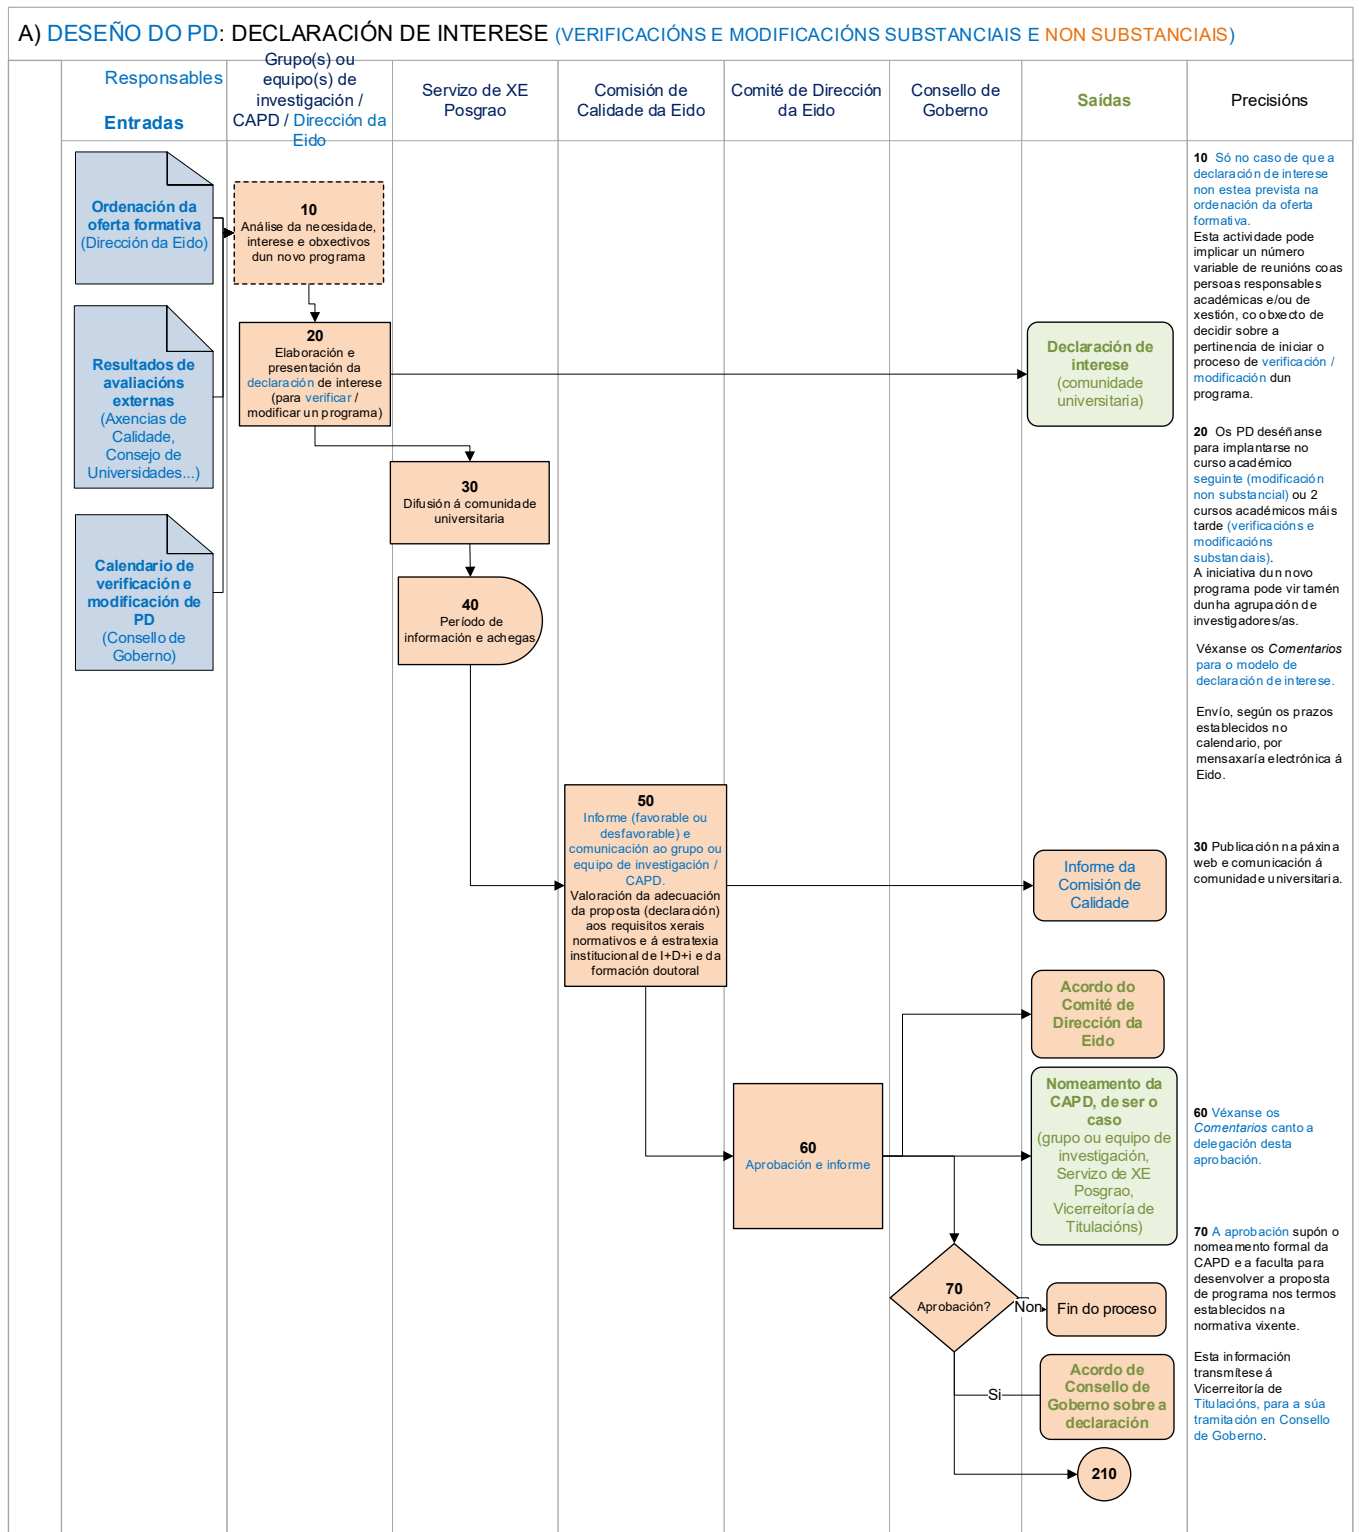 A) DESEÑO DO PD: DECLARACIÓN DE INTERESE (VERIFICACIÓNS E MODIFICACIÓNS SUBSTANCIAIS E NON SUBSTANCIAIS)
Responsables
Entradas
Grupo(s) ou
equipo(s) de
investigación /
CAPD / Dirección da
Eido
Servizo de XE
Posgrao
Comisión de
Calidade da Eido
Comité de Dirección
da Eido
Consello de
Goberno
Saídas
Precisións
Ordenación da
oferta formativa
(Dirección da Eido)
Resultados de
avaliacións
externas
(Axencias de
Calidade,
Consejo de
Universidades...)
Calendario de
verificación e
modificación de
PD
(Consello de
Goberno)
10
Análise da necesidade,
interese e obxectivos
dun novo programa
20
Elaboración e
presentación da
declaración de interese
(para verificar /
modificar un programa)
30
Difusión á comunidade
universitaria
40
Período de
información e achegas
50
Informe (favorable ou
desfavorable) e
comunicación ao grupo ou
equipo de investigación /
CAPD.
Valoración da adecuación
da proposta (declaración)
aos requisitos xerais
normativos e á estratexia
institucional de I+D+i e da
formación doutoral
60
Aprobación e informe
70
Aprobación?
Non
Si
Declaración de
interese
(comunidade
universitaria)
Informe da
Comisión de
Calidade
Acordo do
Comité de
Dirección da
Eido
Nomeamento da
CAPD, de ser o
caso
(grupo ou equipo de
investigación,
Servizo de XE
Posgrao,
Vicerreitoría de
Titulacións)
Fin do proceso
Acordo de
Consello de
Goberno sobre a
declaración
210
10 Só no caso de que a
declaración de interese
non estea prevista na
ordenación da oferta
formativa.
Esta actividade pode
implicar un número
variable de reunións coas
persoas responsables
académicas e/ou de
xestión, co obxecto de
decidir sobre a
pertinencia de iniciar o
proceso de verificación /
modificación dun
programa.
20 Os PD deséñanse
para implantarse no
curso académico
seguinte (modificación
non substancial) ou 2
cursos académicos máis
tarde (verificacións e
modificacións
substanciais).
A iniciativa dun novo
programa pode vir tamén
dunha agrupación de
investigadores/as.
Véxanse os Comentarios
para o modelo de
declaración de interese.
Envío, según os prazos
establecidos no
calendario, por
mensaxaría electrónica á
Eido.
30 Publicación na páxina
web e comunicación á
comunidade universitaria.
60 Véxanse os
Comentarios canto a
delegación desta
aprobación.
70 A aprobación supón o
nomeamento formal da
CAPD e a faculta para
desenvolver a proposta
de programa nos termos
establecidos na
normativa vixente.
Esta información
transmítese á
Vicerreitoría de
Titulacións, para a súa
tramitación en Consello
de Goberno.